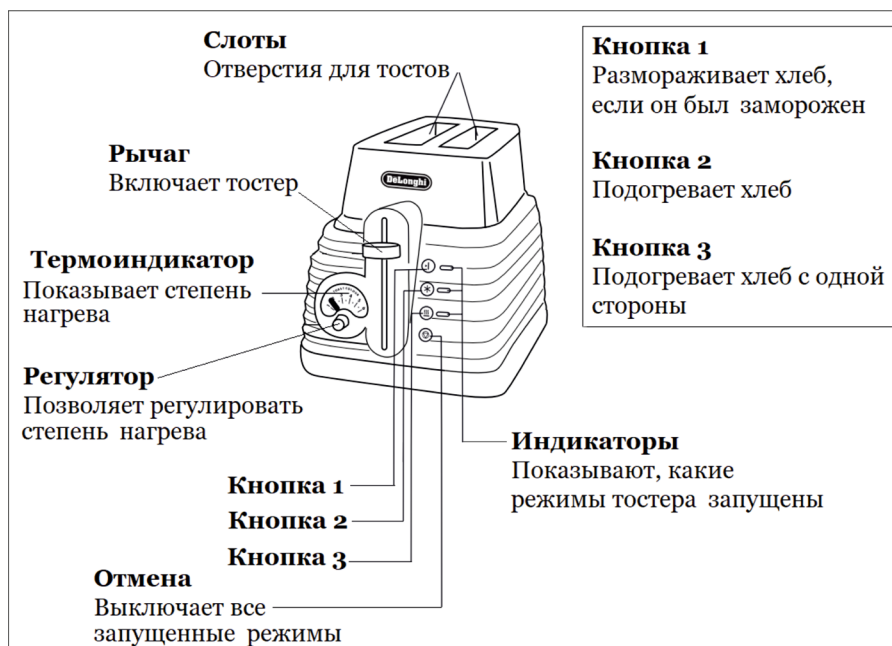 Слоты
Отверстия для тостов
Рычаг
Включает тостер
DeLonghi
Термоиндикатор
Показывает степень
нагрева
Регулятор
Позволяет регулировать
степень нагрева
Кнопка 1
Кнопка 2
Кнопка 3
Отмена
Выключает все
запущенные режимы
Индикаторы
Показывают, какие
режимы тостера запущены
Кнопка 1
Размораживает хлеб,
если он был заморожен
Кнопка 2
Подогревает хлеб
Кнопка 3
Подогревает хлеб с одной
стороны